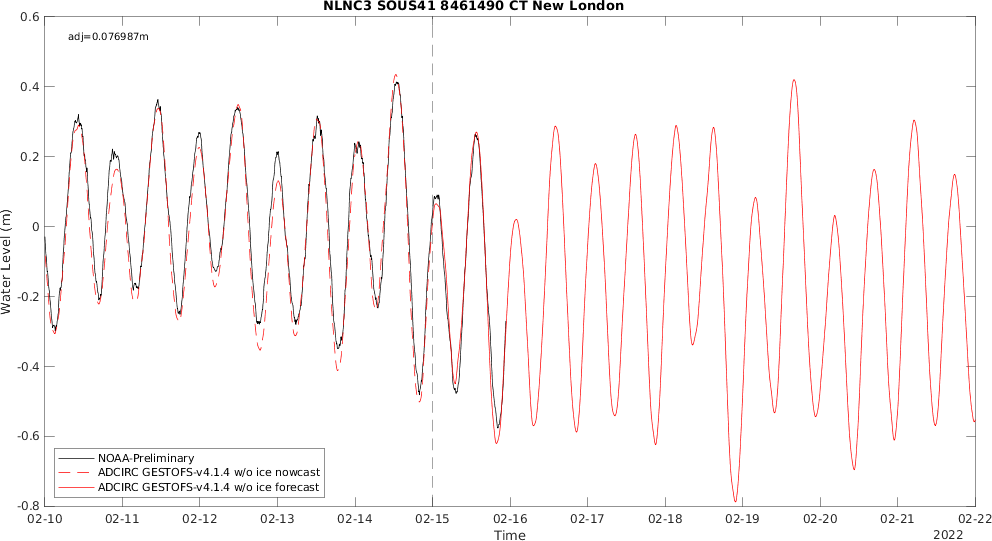 NLNC3 SOUS41 8461490 CT New London
adj=0.076987m
0.6
0.4
0.2
0
-0.2
-0.4
-0.6
-0.8
Water Level (m)
NOAA-Preliminary
ADCIRC GESTOFS-v4.1.4 w/o ice nowcast
ADCIRC GESTOFS-v4.1.4 w/o ice forecast
02-10 02-11 02-12 02-13 02-14 02-15 02-16 02-17 02-18 02-19 02-20 02-21 02-22
Time
2022